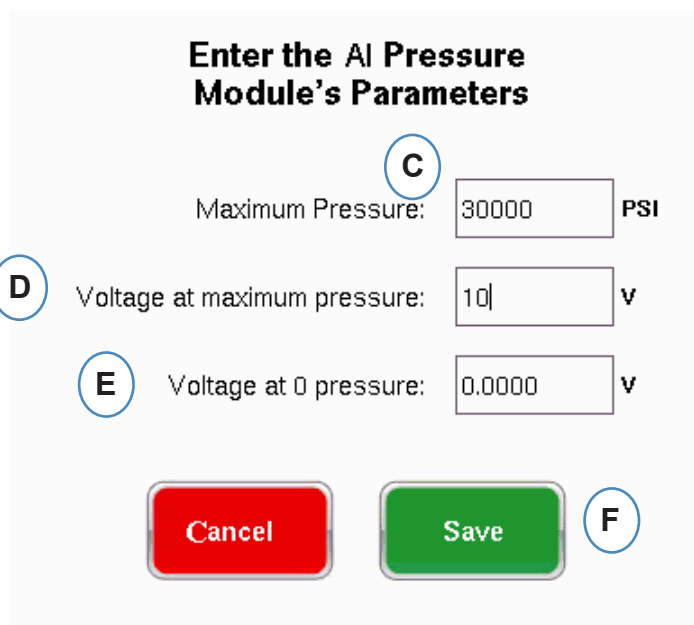 Enter the AI Pressure
Module's Parameters
C
Maximum Pressure: 30000 PSI
D Voltage at maximum pressure: 10 V
E Voltage at 0 pressure: 0.0000 V
Cancel Save F